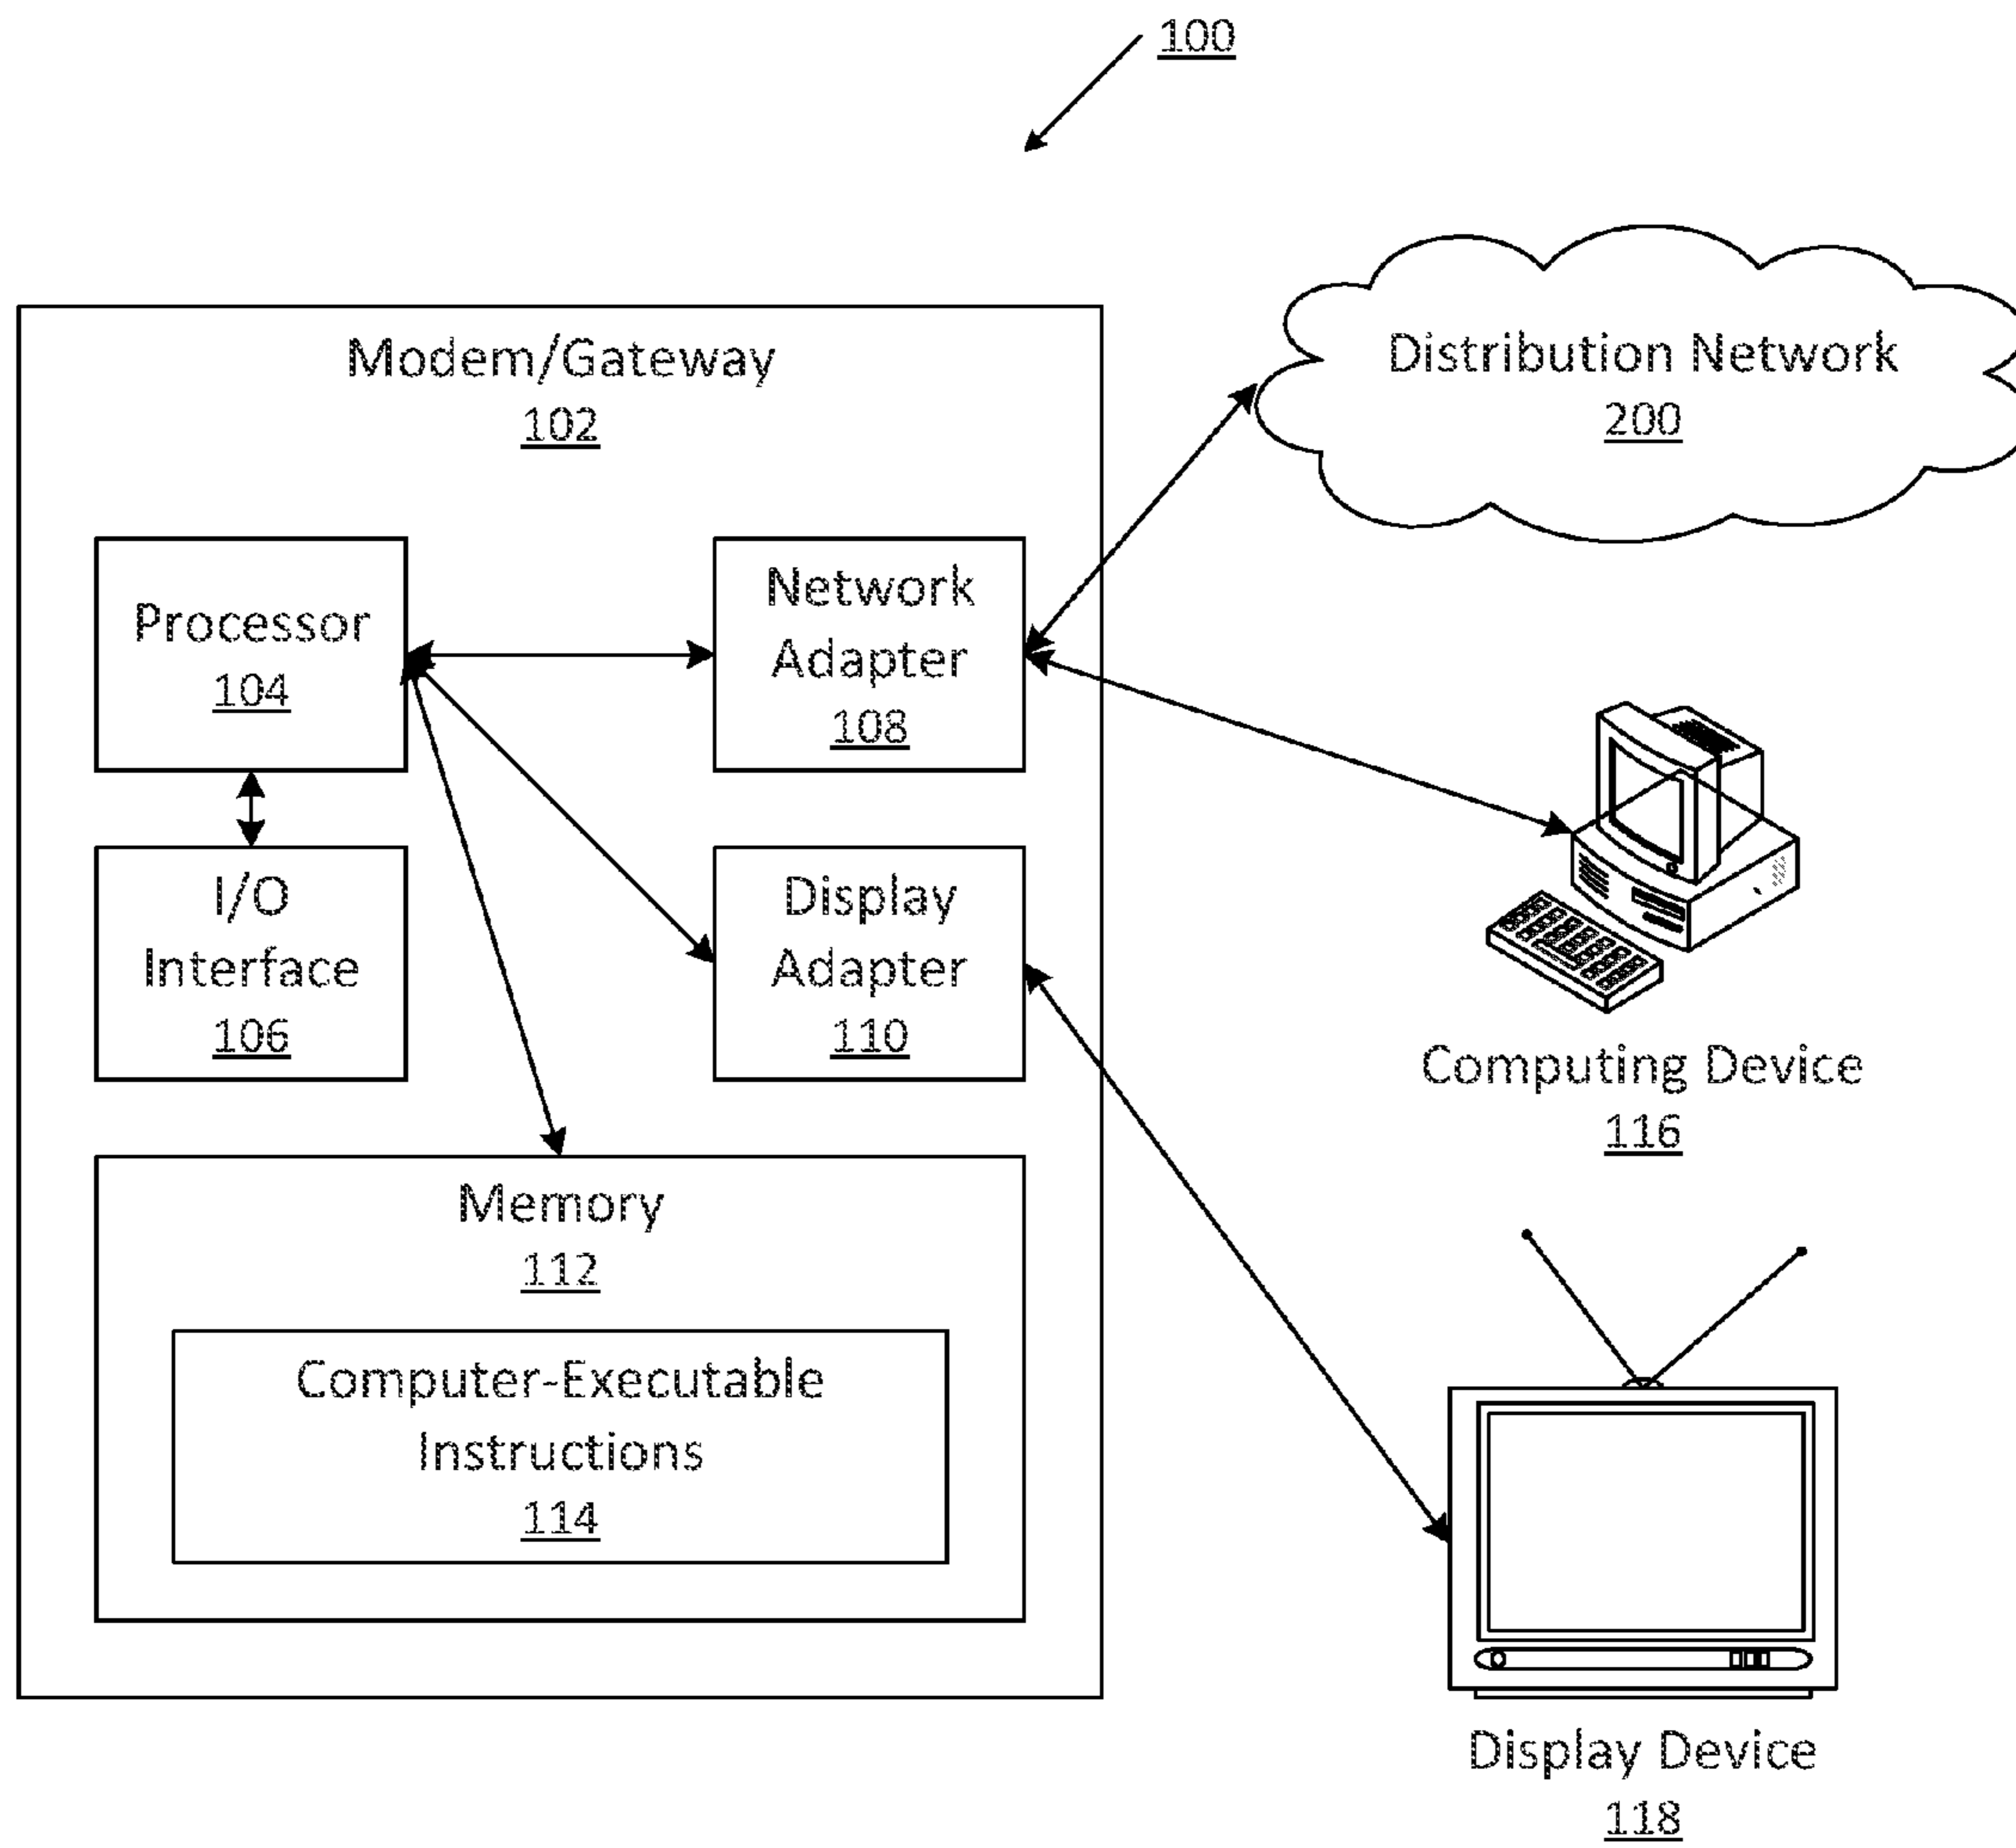 100
Modem/Gateway
102
Distribution Network
200
Processor
104
Network
Adapter
108
I/O
Interface
106
Display
Adapter
110
Computing Device
116
Memory
112
Computer-Executable
Instructions
114
Display Device
118